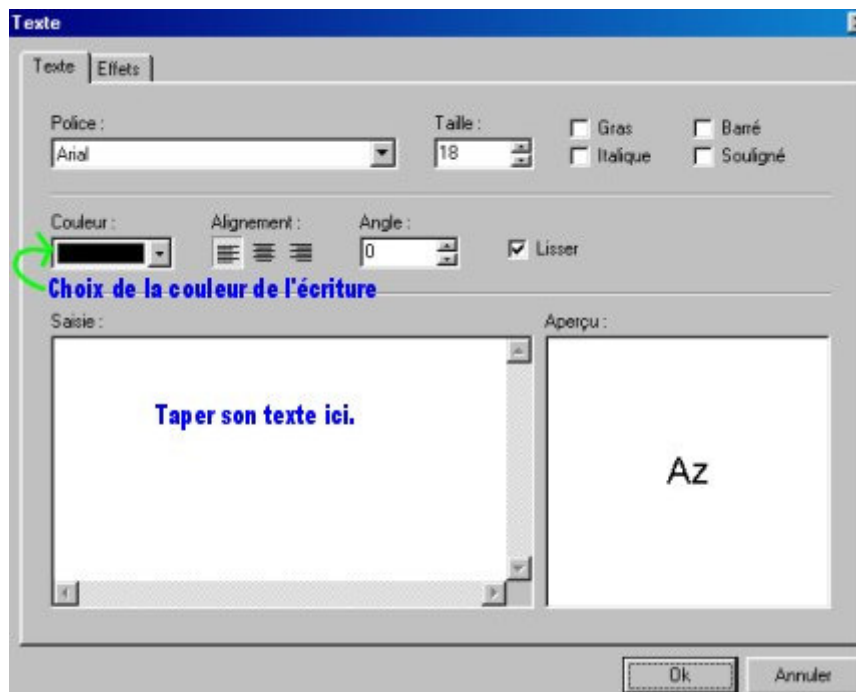 Texte
Texte Effets
Police : Taille : Gras Barré
Arial 18 Italique Souligné
Couleur : Alignement : Angle :
0 Lisser
Choix de la couleur de l'écriture
Saisie : Aperçu :
Taper son texte ici.
Az
Ok Annuler